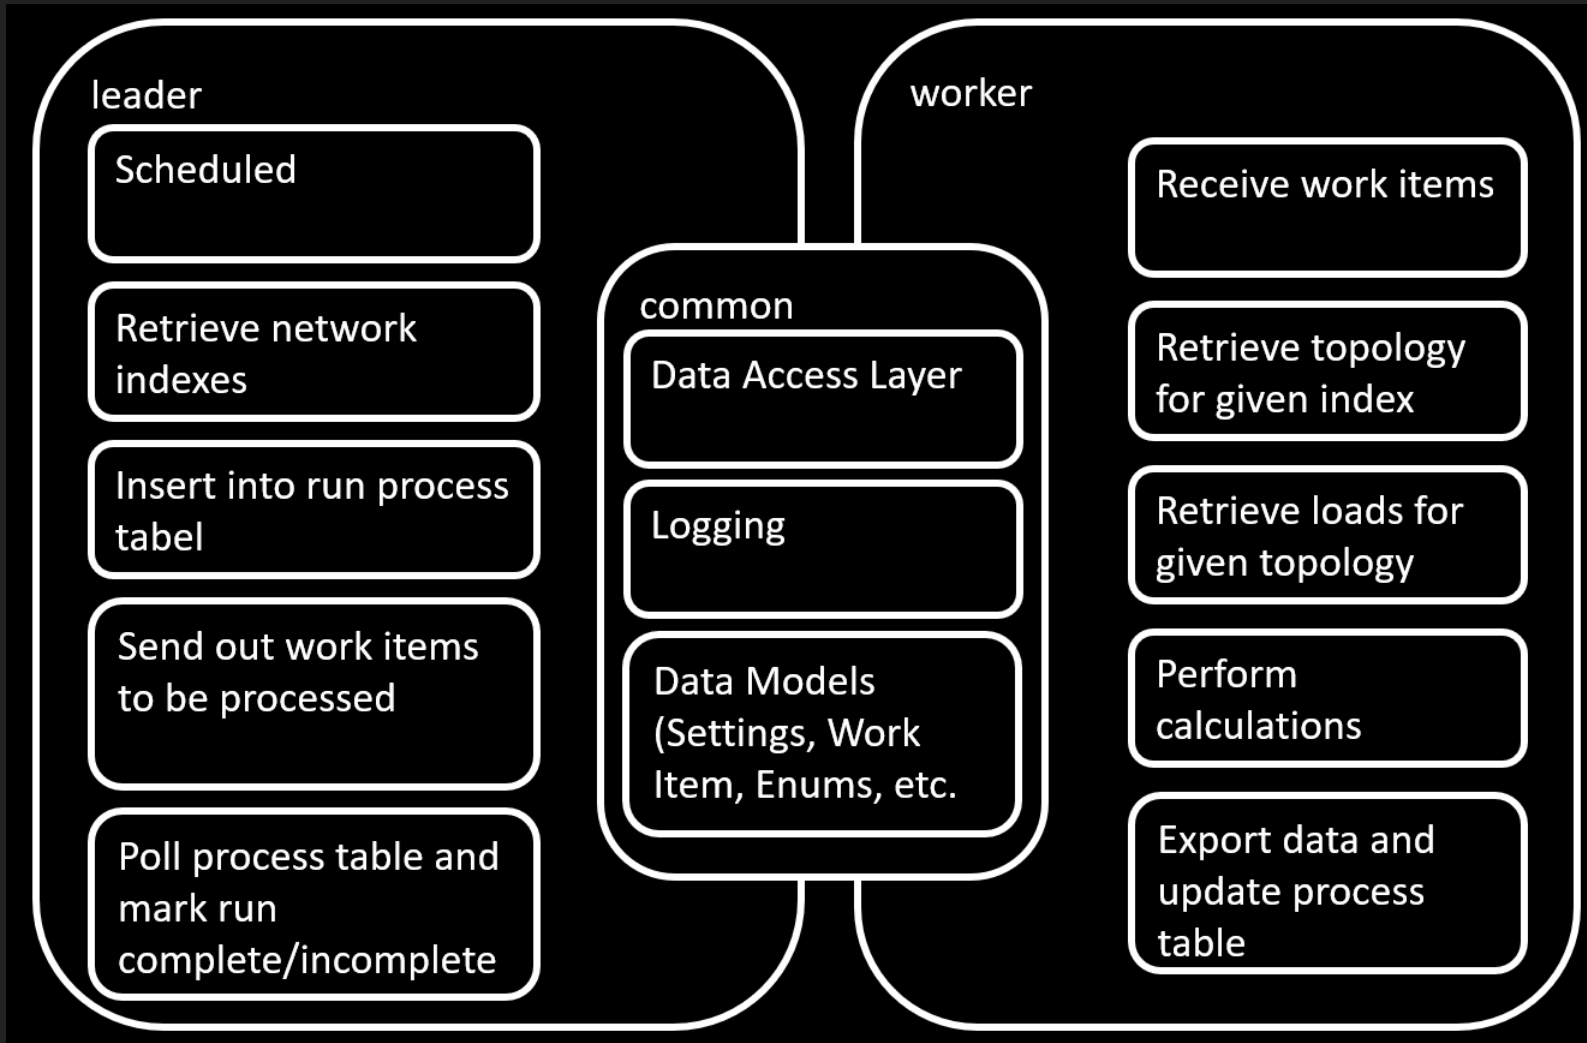 leader
Scheduled
Retrieve network
indexes
Insert into run process
tabel
Send out work items
to be processed
Poll process table and
mark run
complete/incomplete
common
Data Access Layer
Logging
Data Models
(Settings, Work
Item, Enums, etc.
worker
Receive work items
Retrieve topology
for given index
Retrieve loads for
given topology
Perform
calculations
Export data and
update process
table